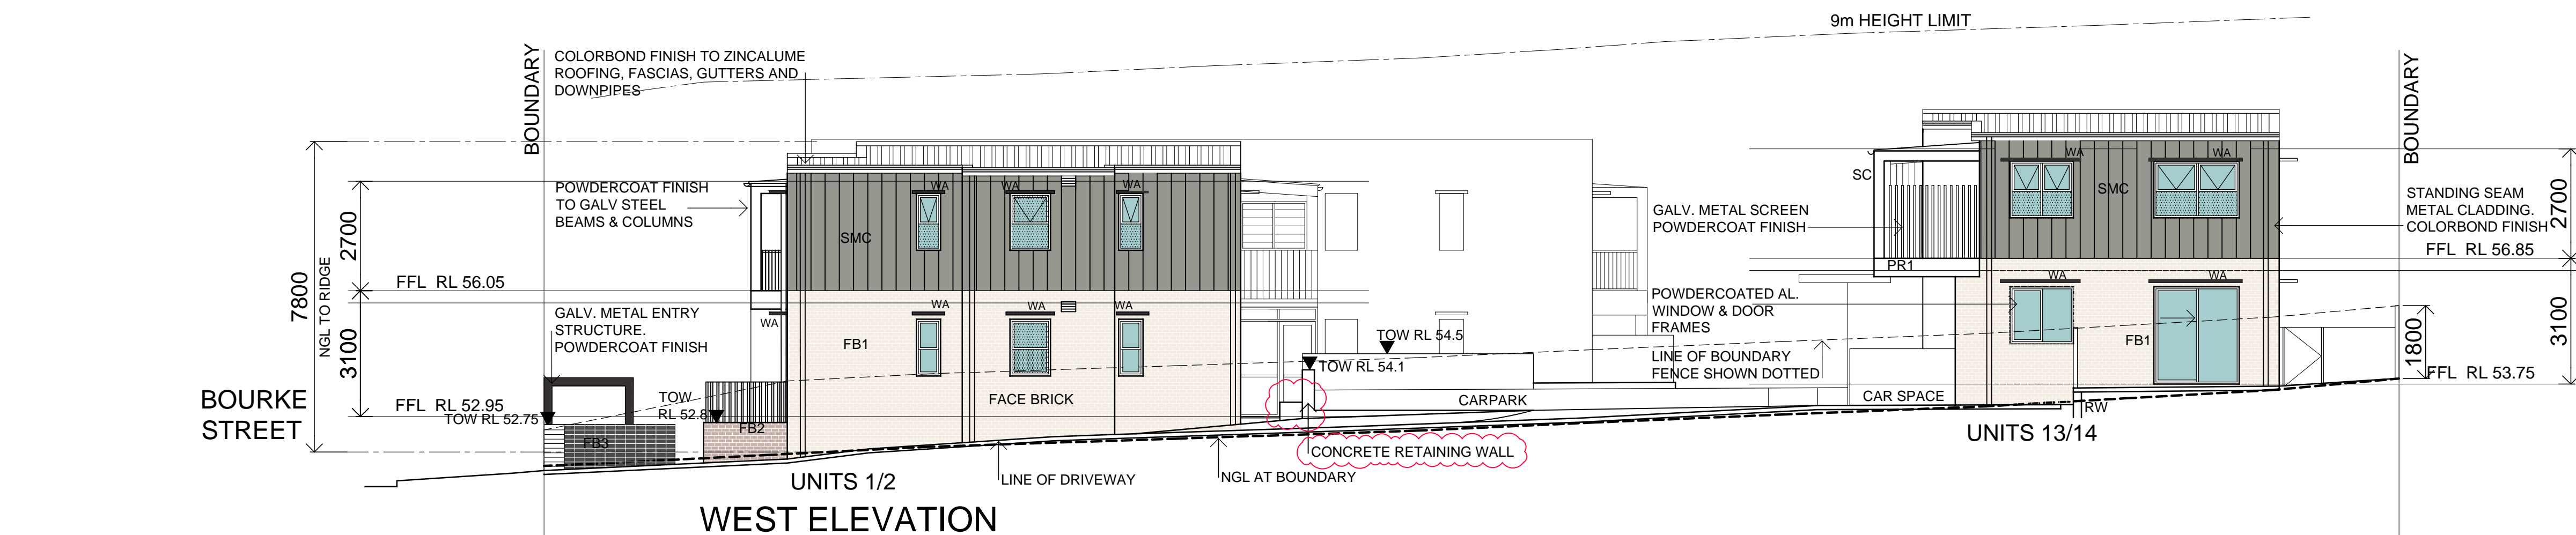 9m HEIGHT LIMIT
BOUNDARY
COLORBOND FINISH TO ZINCALUME
ROOFING, FASCIAS, GUTTERS AND
DOWNPIPES
BOUNDARY
POWDERCOAT FINISH
TO GALV STEEL
BEAMS & COLUMNS
2700
7800
NGL TO RIDGE
3100
FFL RL 56.05
GALV. METAL ENTRY
STRUCTURE.
POWDERCOAT FINISH
FFL RL 52.95
TOW RL 52.75
TOW
RL 52.8
BOURKE
STREET
FB3
FB2
WA
WA
WA
WA
SMC
WA
WA
WA
FB1
FACE BRICK
UNITS 1/2
LINE OF DRIVEWAY
NGL AT BOUNDARY
CONCRETE RETAINING WALL
TOW RL 54.5
TOW RL 54.1
CARPARK
GALV. METAL SCREEN
POWDERCOAT FINISH
POWDERCOATED AL.
WINDOW & DOOR
FRAMES
LINE OF BOUNDARY
FENCE SHOWN DOTTED
CAR SPACE
SC
PR1
WA
WA
SMC
WA
WA
FB1
RW
UNITS 13/14
STANDING SEAM
METAL CLADDING.
COLORBOND FINISH
2700
FFL RL 56.85
3100
1800
FFL RL 53.75
WEST ELEVATION